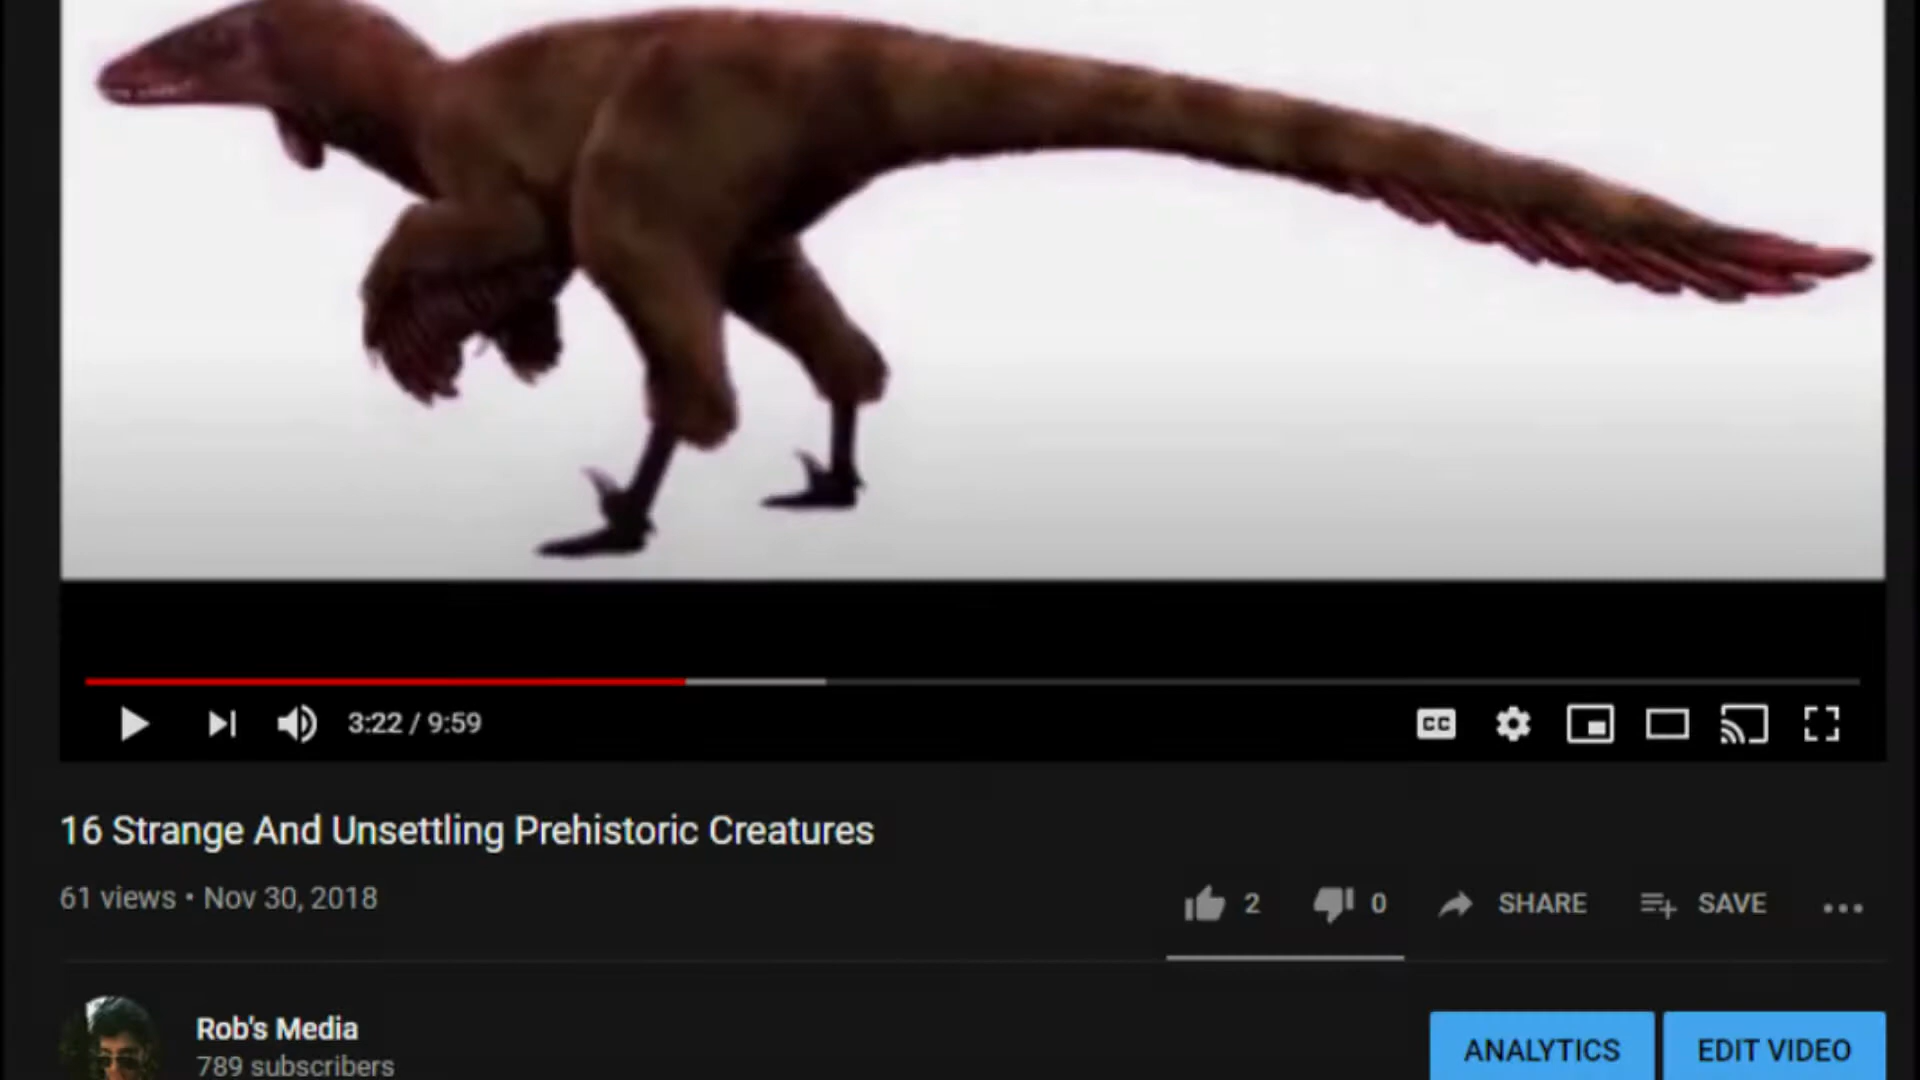 CC
3:22 / 9:59
16 Strange And Unsettling Prehistoric Creatures
61 views • Nov 30, 2018
2 0 SHARE SAVE
Rob's Media
789 subscribers
ANALYTICS EDIT VIDEO